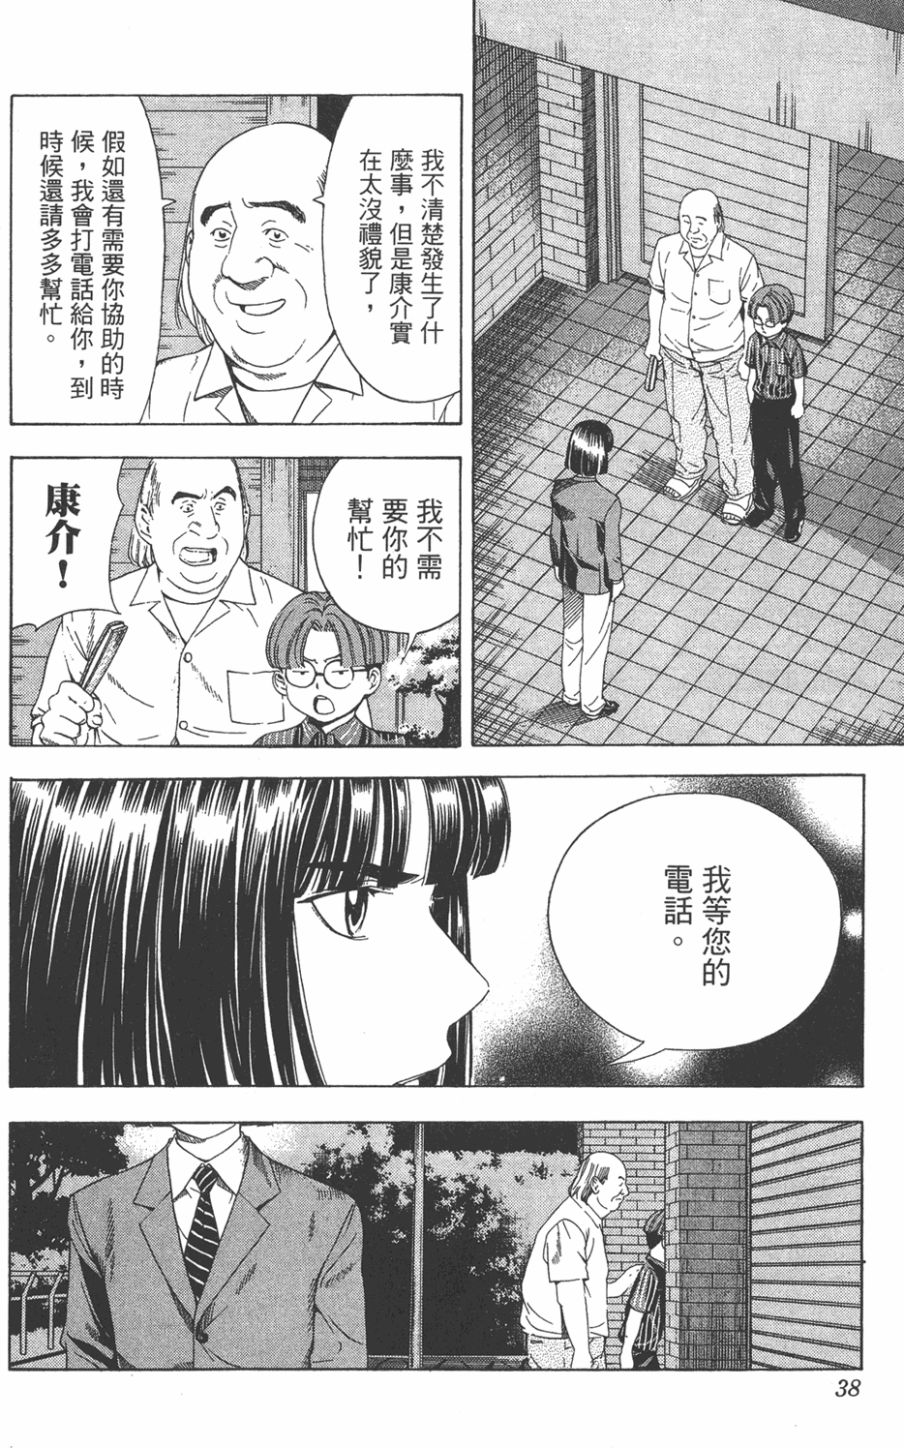 我不清楚發生了什
麼事，但是康介實
在太沒禮貌了，
假如還有需要你協助的時
候，我會打電話給你，到
時候還請多多幫忙。
我不需
要你的
幫忙！
康介！
我等您的
電話。
38